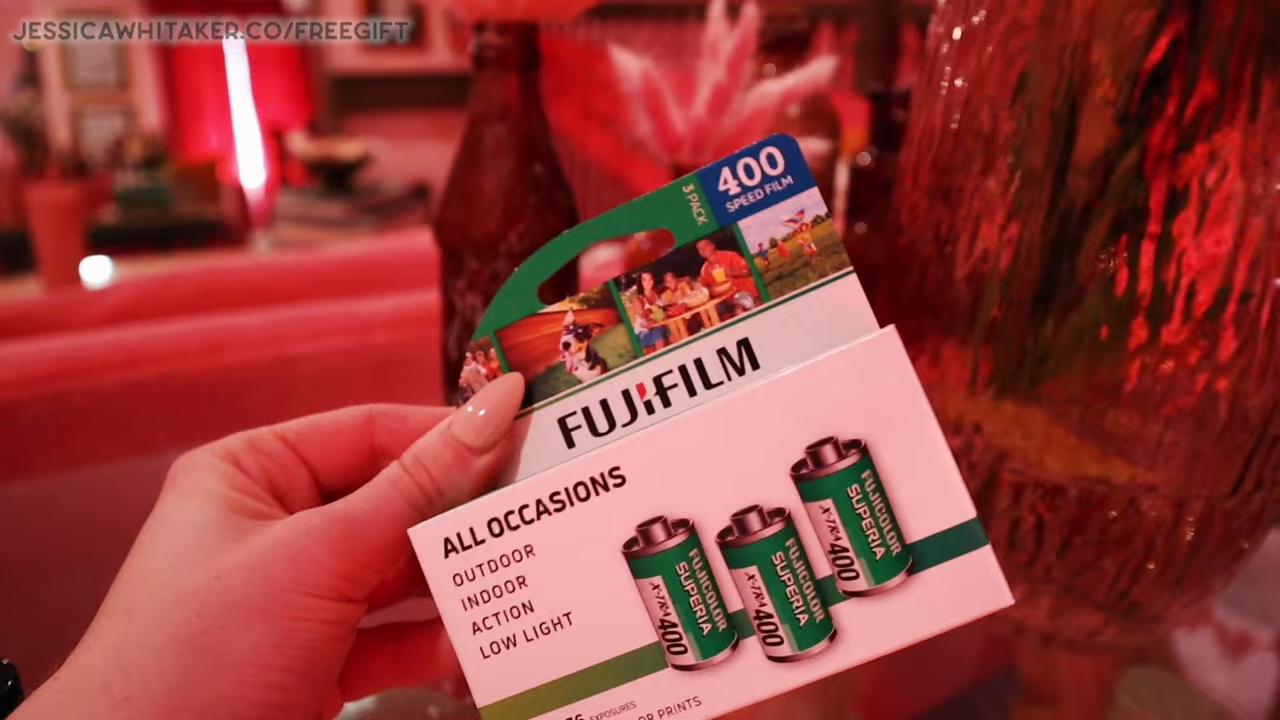 JESSICAWHITAKER.CO/FREEGIFT
400
SPEED FILM
3 PACK
FUJIFILM
ALL OCCASIONS
OUTDOOR
INDOOR
ACTION
LOW LIGHT
FUJICOLOR
SUPERIA
X-TRA 400
FUJICOLOR
SUPERIA
X-TRA 400
FUJICOLOR
SUPERIA
X-TRA 400
EXPOSURES
PRINTS